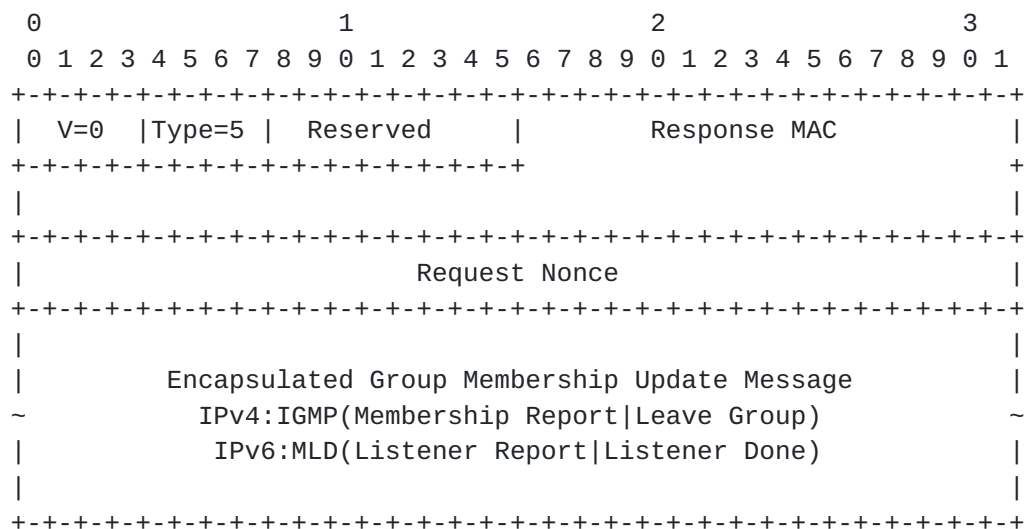 0                   1                   2                   3
 0 1 2 3 4 5 6 7 8 9 0 1 2 3 4 5 6 7 8 9 0 1 2 3 4 5 6 7 8 9 0 1
+-+-+-+-+-+-+-+-+-+-+-+-+-+-+-+-+-+-+-+-+-+-+-+-+-+-+-+-+-+-+-+-+
|  V=0  |Type=5 |  Reserved     |        Response MAC           |
+-+-+-+-+-+-+-+-+-+-+-+-+-+-+-+-+                               +
|                                                               |
+-+-+-+-+-+-+-+-+-+-+-+-+-+-+-+-+-+-+-+-+-+-+-+-+-+-+-+-+-+-+-+-+
|                         Request Nonce                         |
+-+-+-+-+-+-+-+-+-+-+-+-+-+-+-+-+-+-+-+-+-+-+-+-+-+-+-+-+-+-+-+-+
|                                                               |
|         Encapsulated Group Membership Update Message          |
~           IPv4:IGMP(Membership Report|Leave Group)            ~
|            IPv6:MLD(Listener Report|Listener Done)            |
|                                                               |
+-+-+-+-+-+-+-+-+-+-+-+-+-+-+-+-+-+-+-+-+-+-+-+-+-+-+-+-+-+-+-+-+